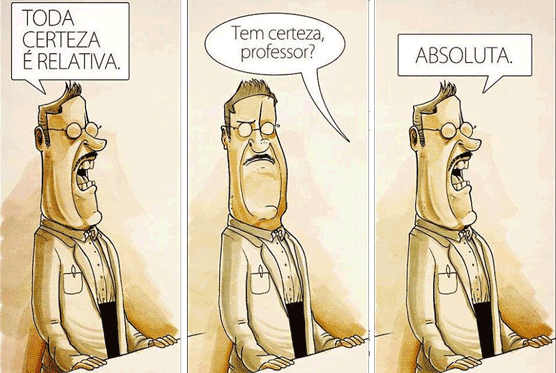 TODA
CERTEZA
É RELATIVA.
Tem certeza,
professor?
ABSOLUTA.